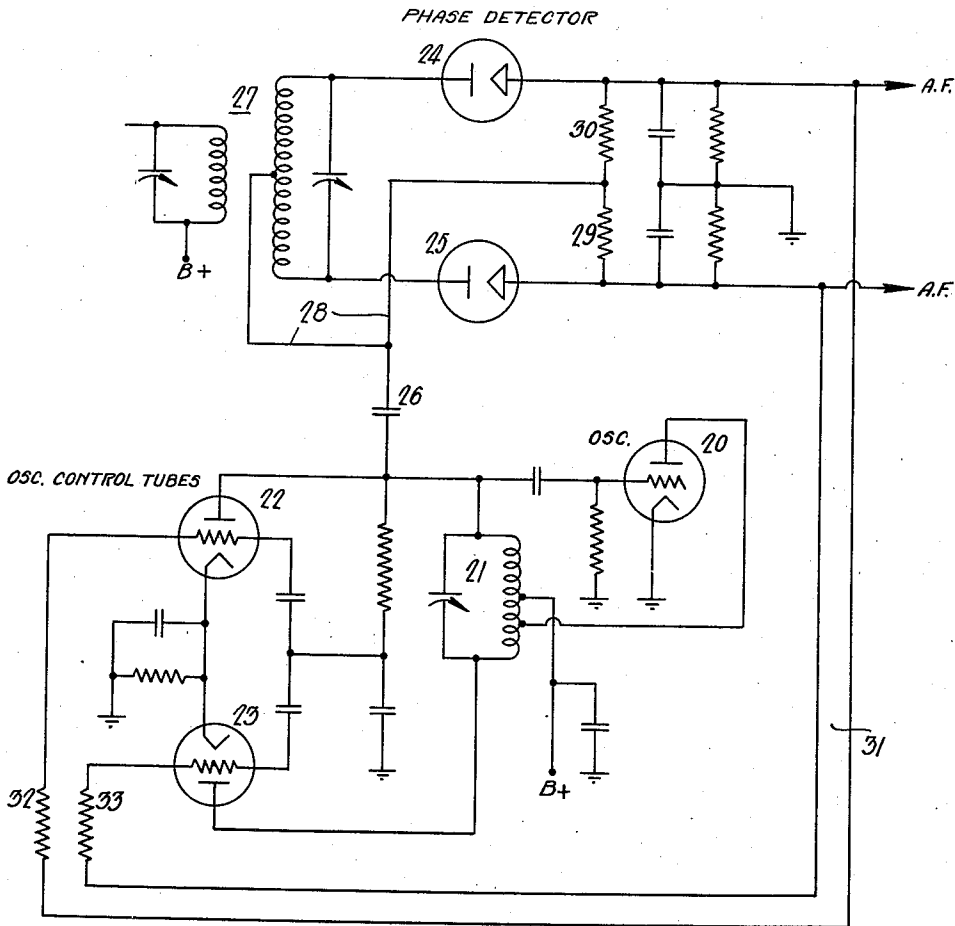 PHASE DETECTOR
24
A.F.
27
30
B+
25
29
A.F.
28
26
OSC.
20
OSC. CONTROL TUBES
22
21
23
31
B+
32
33